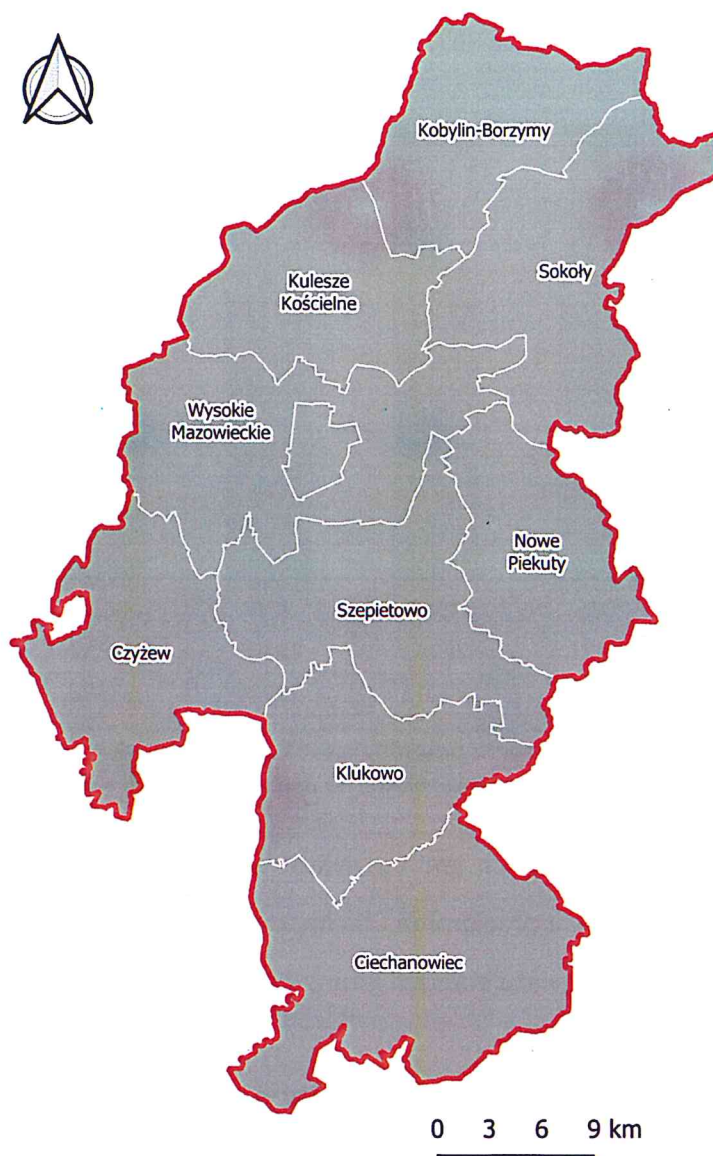 Kobylin-Borzymy
Sokoły
Kulesze
Kościelne
Wysokie
Mazowieckie
Nowe
Piekuty
Szepietowo
Czyżew
Klukowo
Ciechanowiec
0 3 6 9 km